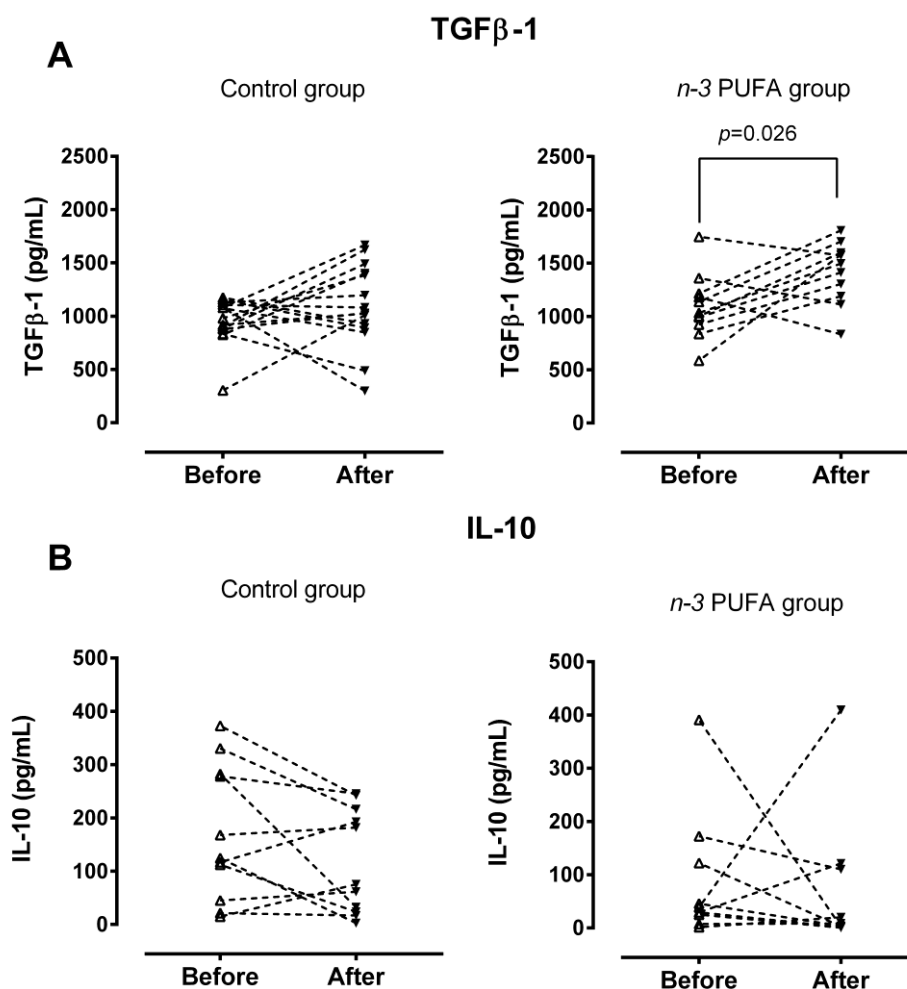 TGFβ-1
A
Control group
n-3 PUFA group
p=0.026
TGFβ-1 (pg/mL)
2500
2000
1500
1000
500
0
Before After
TGFβ-1 (pg/mL)
2500
2000
1500
1000
500
0
Before After
IL-10
B
Control group
n-3 PUFA group
IL-10 (pg/mL)
500
400
300
200
100
0
Before After
IL-10 (pg/mL)
500
400
300
200
100
0
Before After